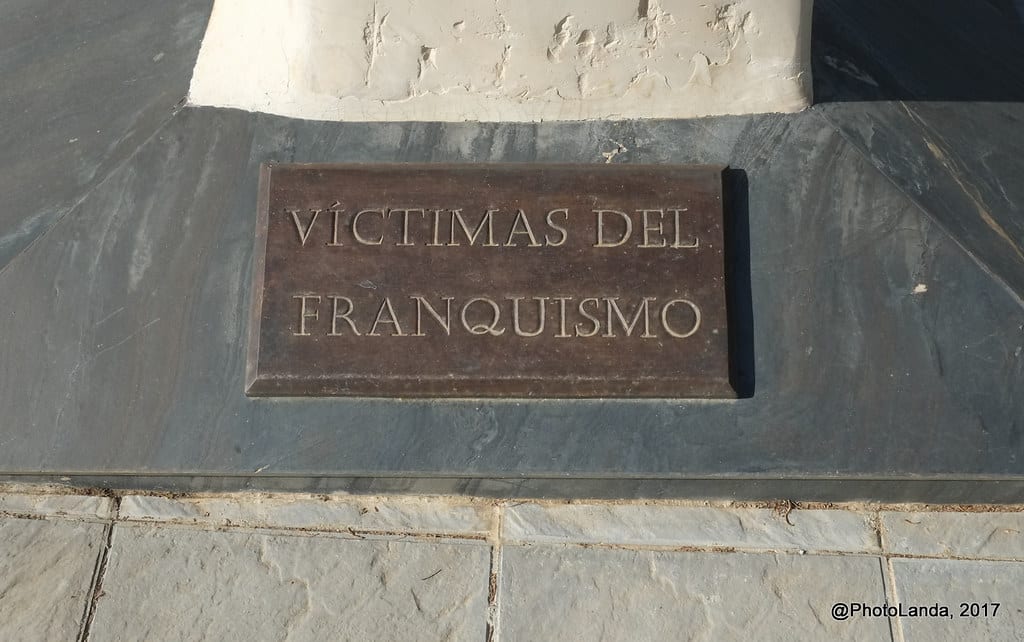 VÍCTIMAS DEL
FRANQUISMO
@PhotoLanda, 2017